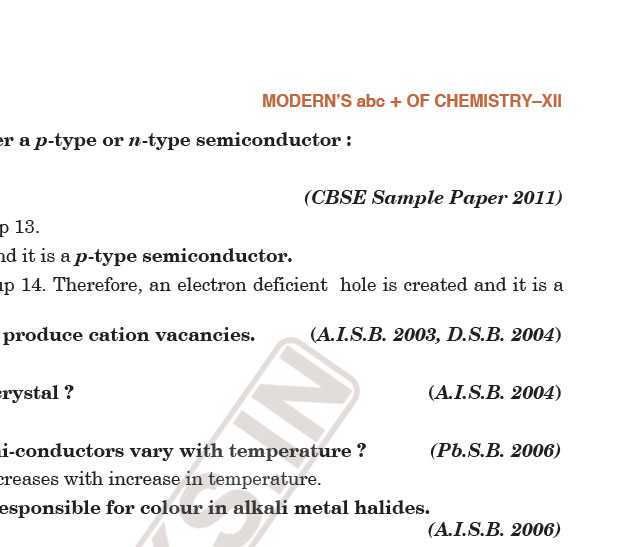 MODERN'S abc + OF CHEMISTRY–XII
er a p-type or n-type semiconductor :
(CBSE Sample Paper 2011)
p 13.
nd it is a p-type semiconductor.
up 14. Therefore, an electron deficient hole is created and it is a
produce cation vacancies. (A.I.S.B. 2003, D.S.B. 2004)
crystal ? (A.I.S.B. 2004)
i-conductors vary with temperature ? (Pb.S.B. 2006)
creases with increase in temperature.
esponsible for colour in alkali metal halides.
(A.I.S.B. 2006)
KS.IN